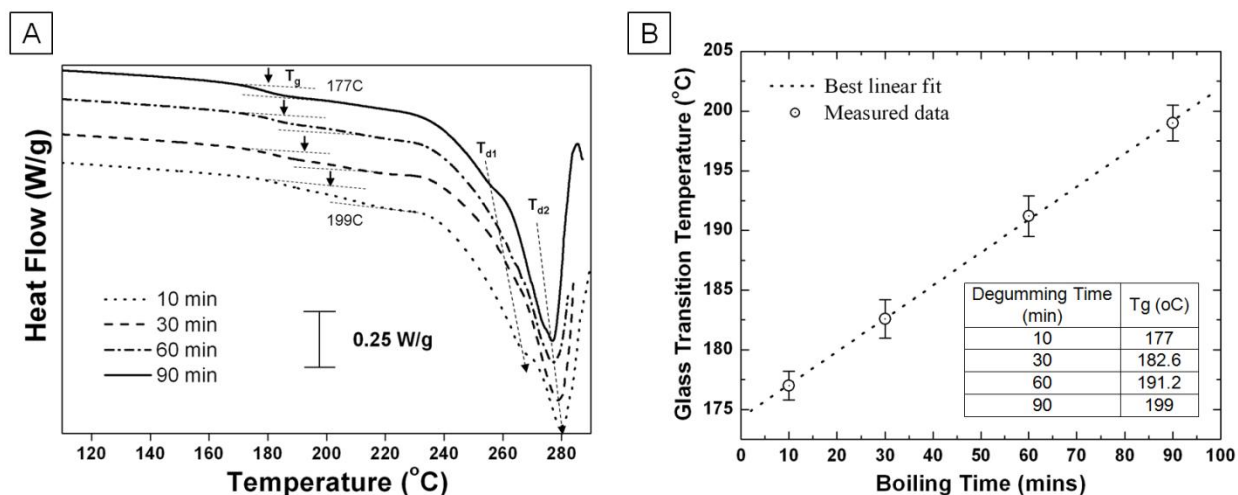 A
Heat Flow (W/g)
Tg
177C
199C
Td1
Td2
10 min
30 min
60 min
90 min
0.25 W/g
120 140 160 180 200 220 240 260 280
Temperature (°C)
B
Glass Transition Temperature (°C)
205
200
195
190
185
180
175
Best linear fit
Measured data
Degumming Time (min) Tg (oC)
10 177
30 182.6
60 191.2
90 199
0 10 20 30 40 50 60 70 80 90 100
Boiling Time (mins)